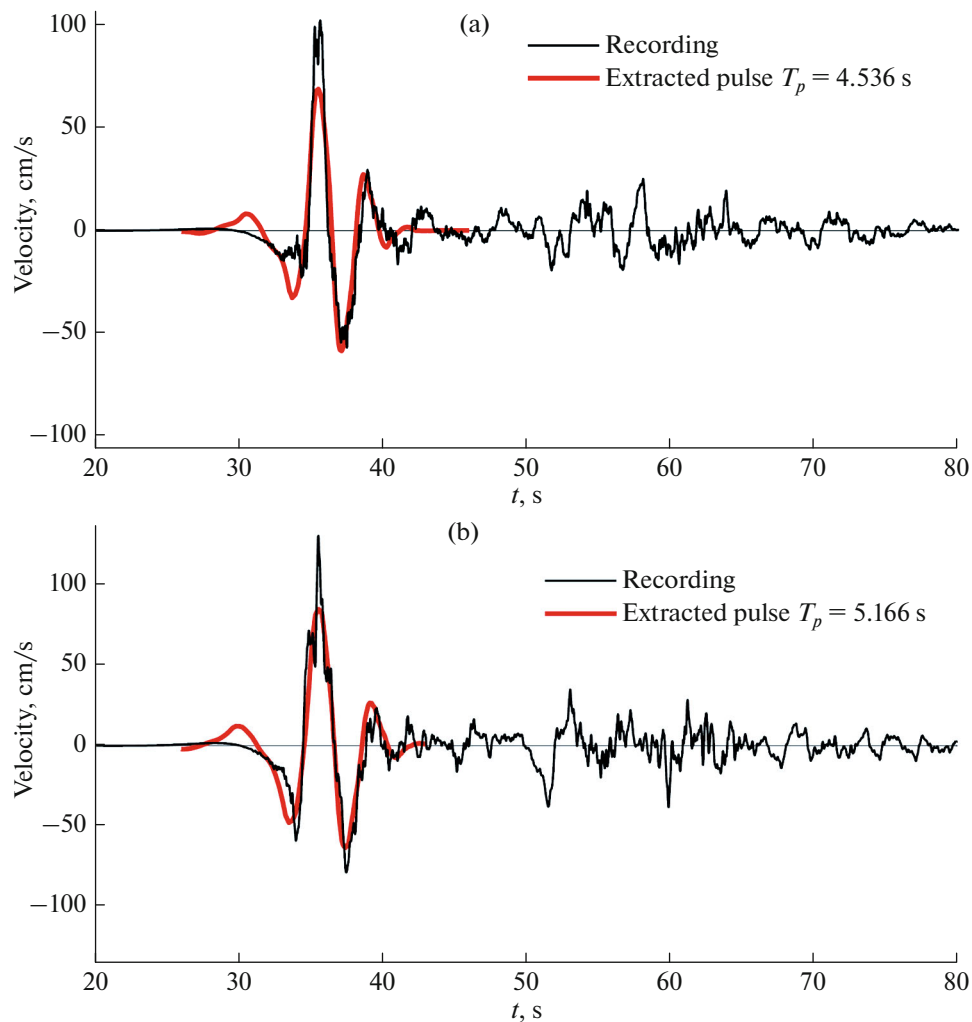 (a)
Recording
Extracted pulse Tp = 4.536 s
Velocity, cm/s
100
50
0
−50
−100
20 30 40 50 60 70 80
t, s
(b)
Recording
Extracted pulse Tp = 5.166 s
Velocity, cm/s
100
50
0
−50
−100
20 30 40 50 60 70 80
t, s